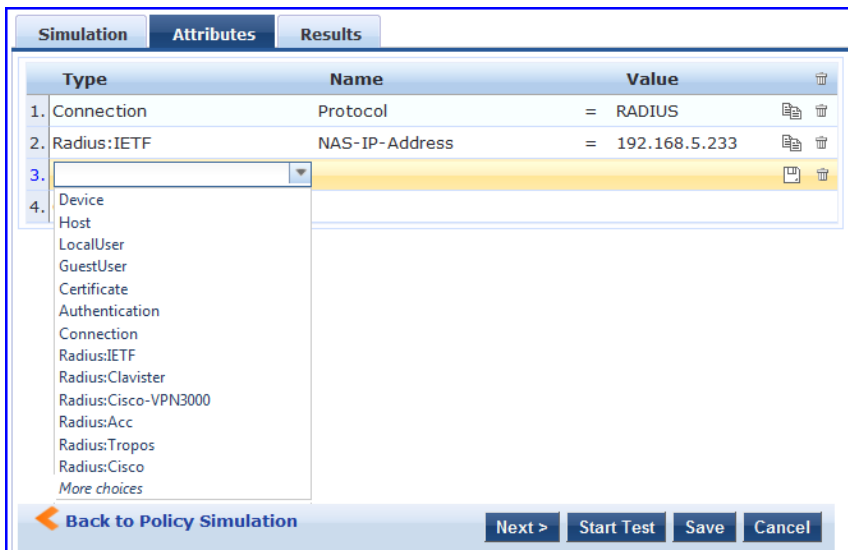 Simulation Attributes Results
Type Name Value
1. Connection Protocol = RADIUS
2. Radius:IETF NAS-IP-Address = 192.168.5.233
3.
4.
Device
Host
LocalUser
GuestUser
Certificate
Authentication
Connection
Radius:IETF
Radius:Clavister
Radius:Cisco-VPN3000
Radius:Acc
Radius:Tropos
Radius:Cisco
More choices
Back to Policy Simulation Next > Start Test Save Cancel